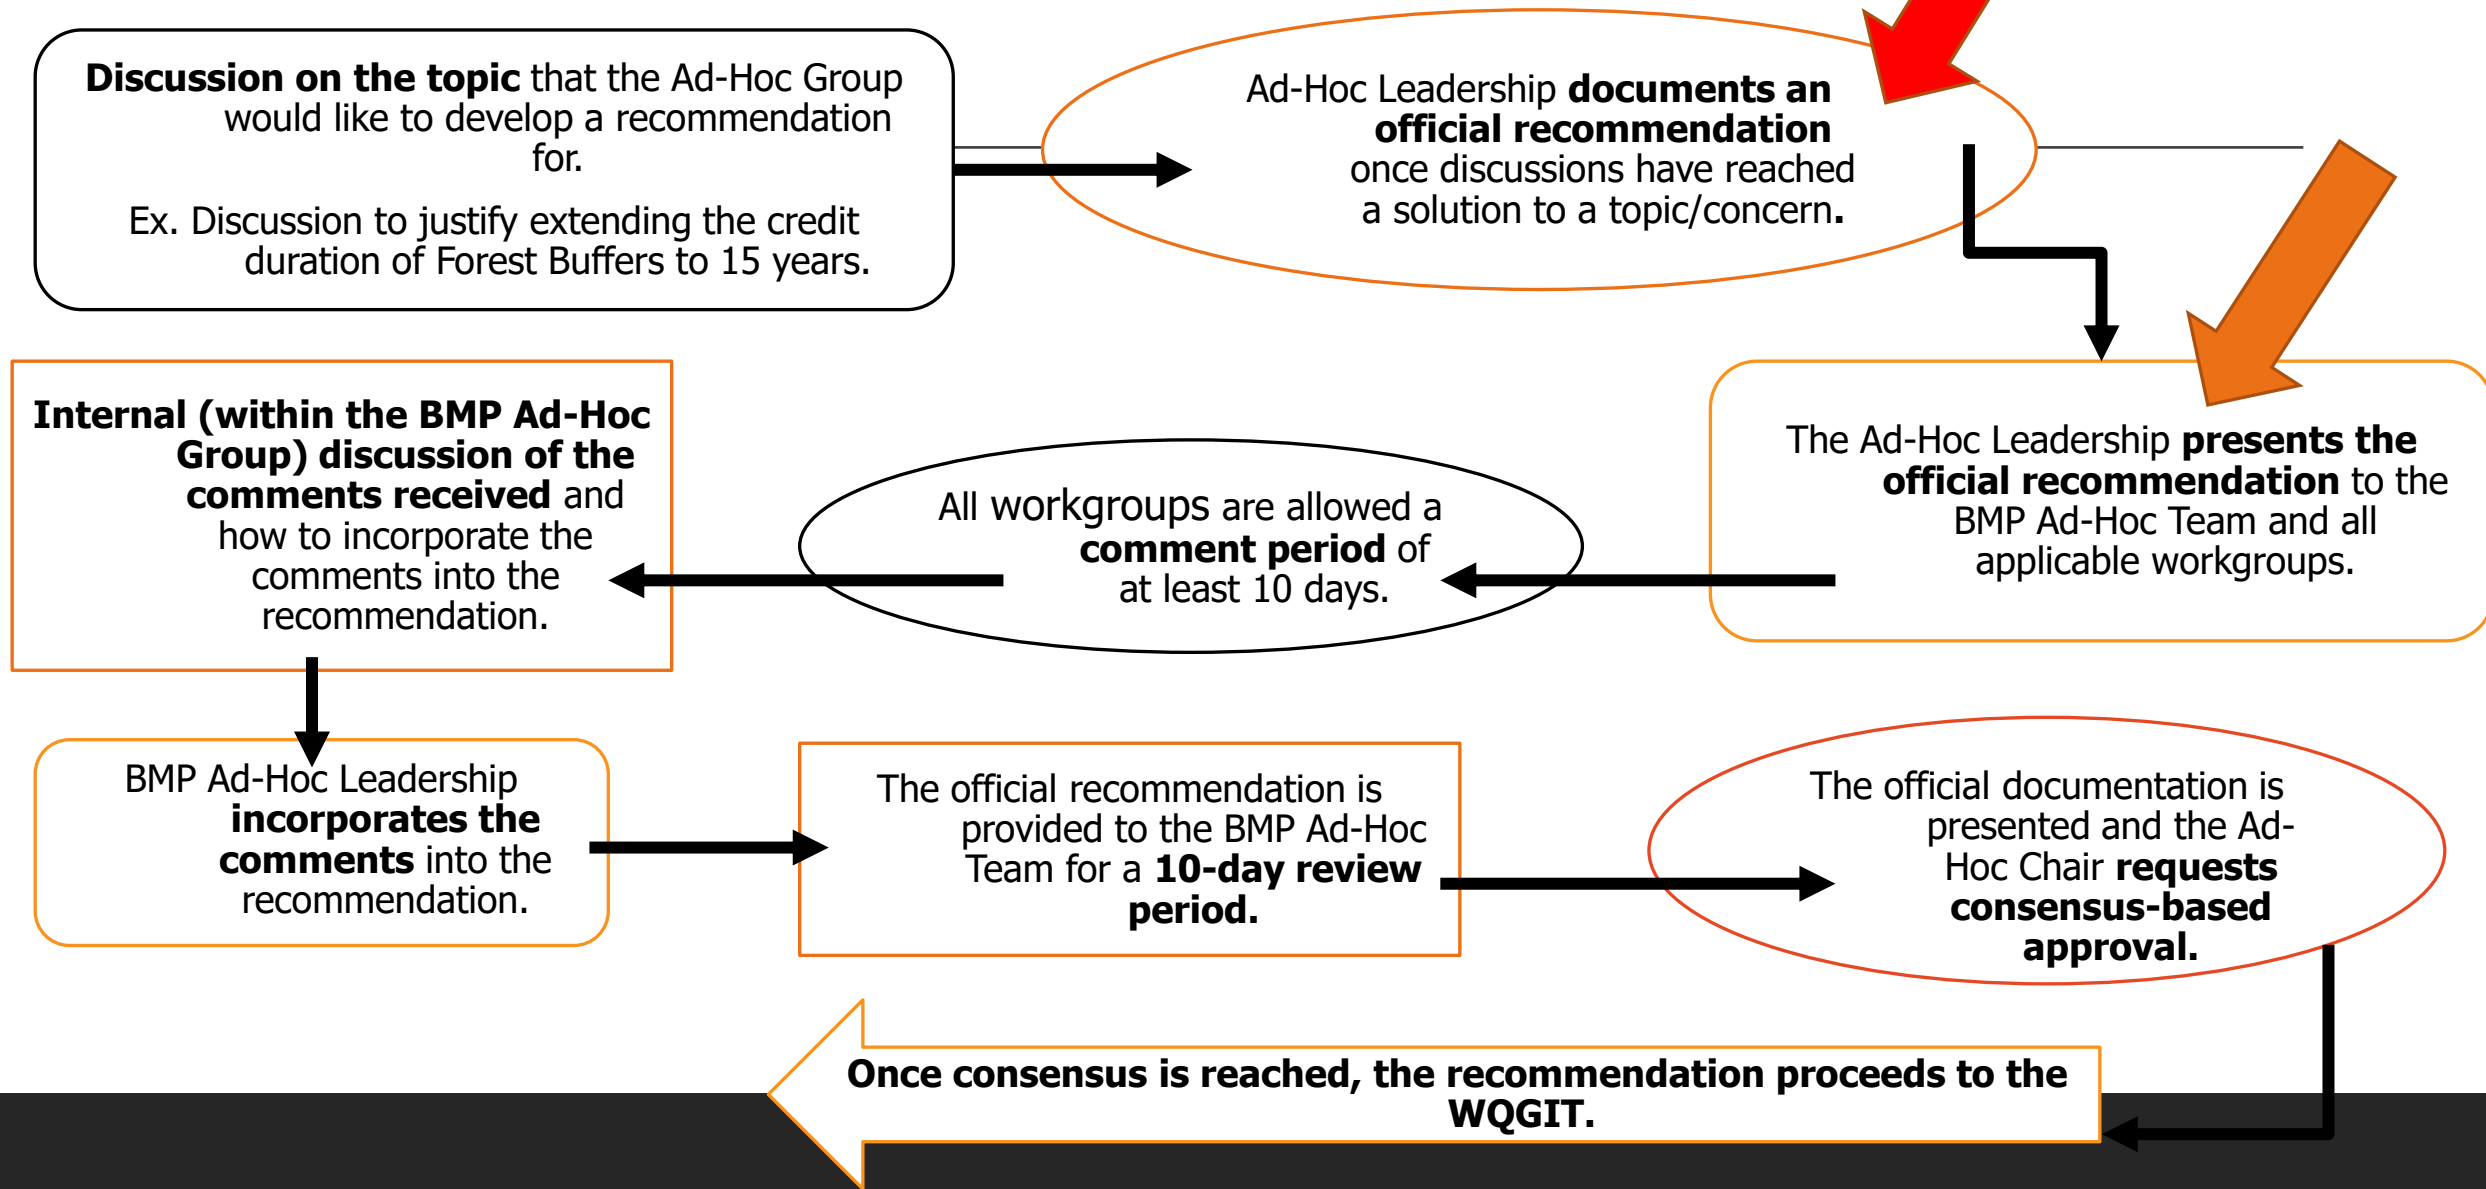 Discussion on the topic that the Ad-Hoc Group
would like to develop a recommendation
for.
Ex. Discussion to justify extending the credit
duration of Forest Buffers to 15 years.
Ad-Hoc Leadership documents an
official recommendation
once discussions have reached
a solution to a topic/concern.
The Ad-Hoc Leadership presents the
official recommendation to the
BMP Ad-Hoc Team and all
applicable workgroups.
All workgroups are allowed a
comment period of
at least 10 days.
Internal (within the BMP Ad-Hoc
Group) discussion of the
comments received and
how to incorporate the
comments into the
recommendation.
BMP Ad-Hoc Leadership
incorporates the
comments into the
recommendation.
The official recommendation is
provided to the BMP Ad-Hoc
Team for a 10-day review
period.
The official documentation is
presented and the Ad-
Hoc Chair requests
consensus-based
approval.
Once consensus is reached, the recommendation proceeds to the
WQGIT.